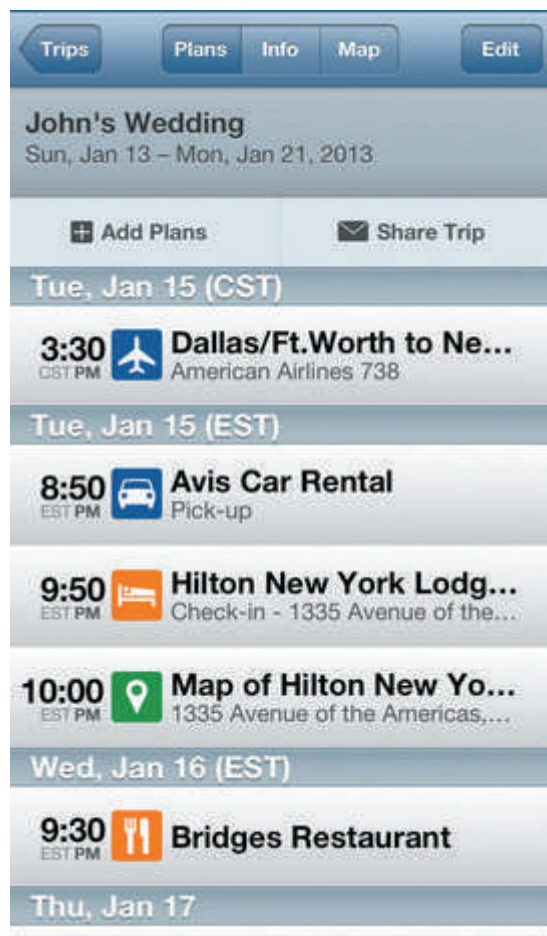 Trips
Plans
Info
Map
Edit
John's Wedding
Sun, Jan 13 – Mon, Jan 21, 2013
Add Plans
Share Trip
Tue, Jan 15 (CST)
3:30
CST PM
Dallas/Ft.Worth to Ne...
American Airlines 738
Tue, Jan 15 (EST)
8:50
EST PM
Avis Car Rental
Pick-up
9:50
EST PM
Hilton New York Lodg...
Check-in - 1335 Avenue of the...
10:00
EST PM
Map of Hilton New Yo...
1335 Avenue of the Americas,...
Wed, Jan 16 (EST)
9:30
EST PM
Bridges Restaurant
Thu, Jan 17